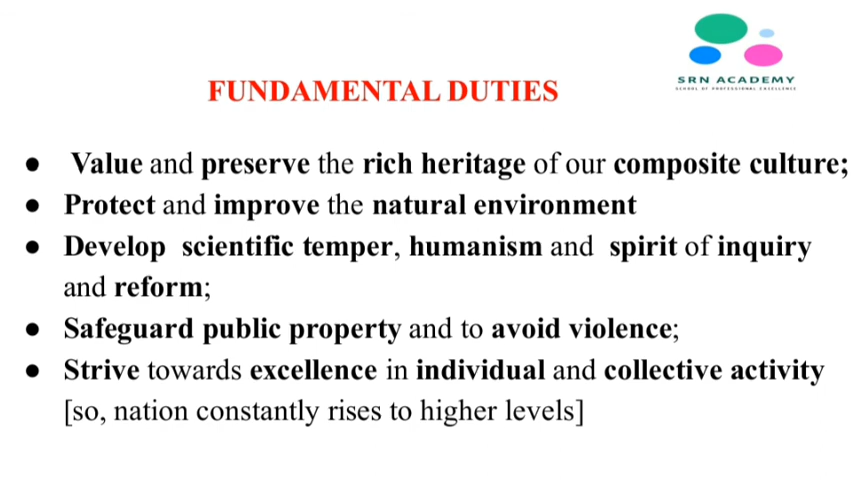 SRN ACADEMY
SCHOOL OF PROFESSIONAL EXCELLENCE
FUNDAMENTAL DUTIES
● Value and preserve the rich heritage of our composite culture;
● Protect and improve the natural environment
● Develop scientific temper, humanism and spirit of inquiry
and reform;
● Safeguard public property and to avoid violence;
● Strive towards excellence in individual and collective activity
[so, nation constantly rises to higher levels]